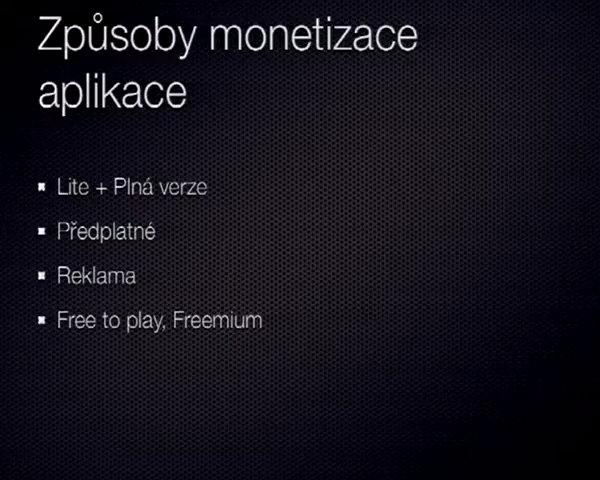 Způsoby monetizace
aplikace
Lite + Plná verze
Předplatné
Reklama
Free to play, Freemium